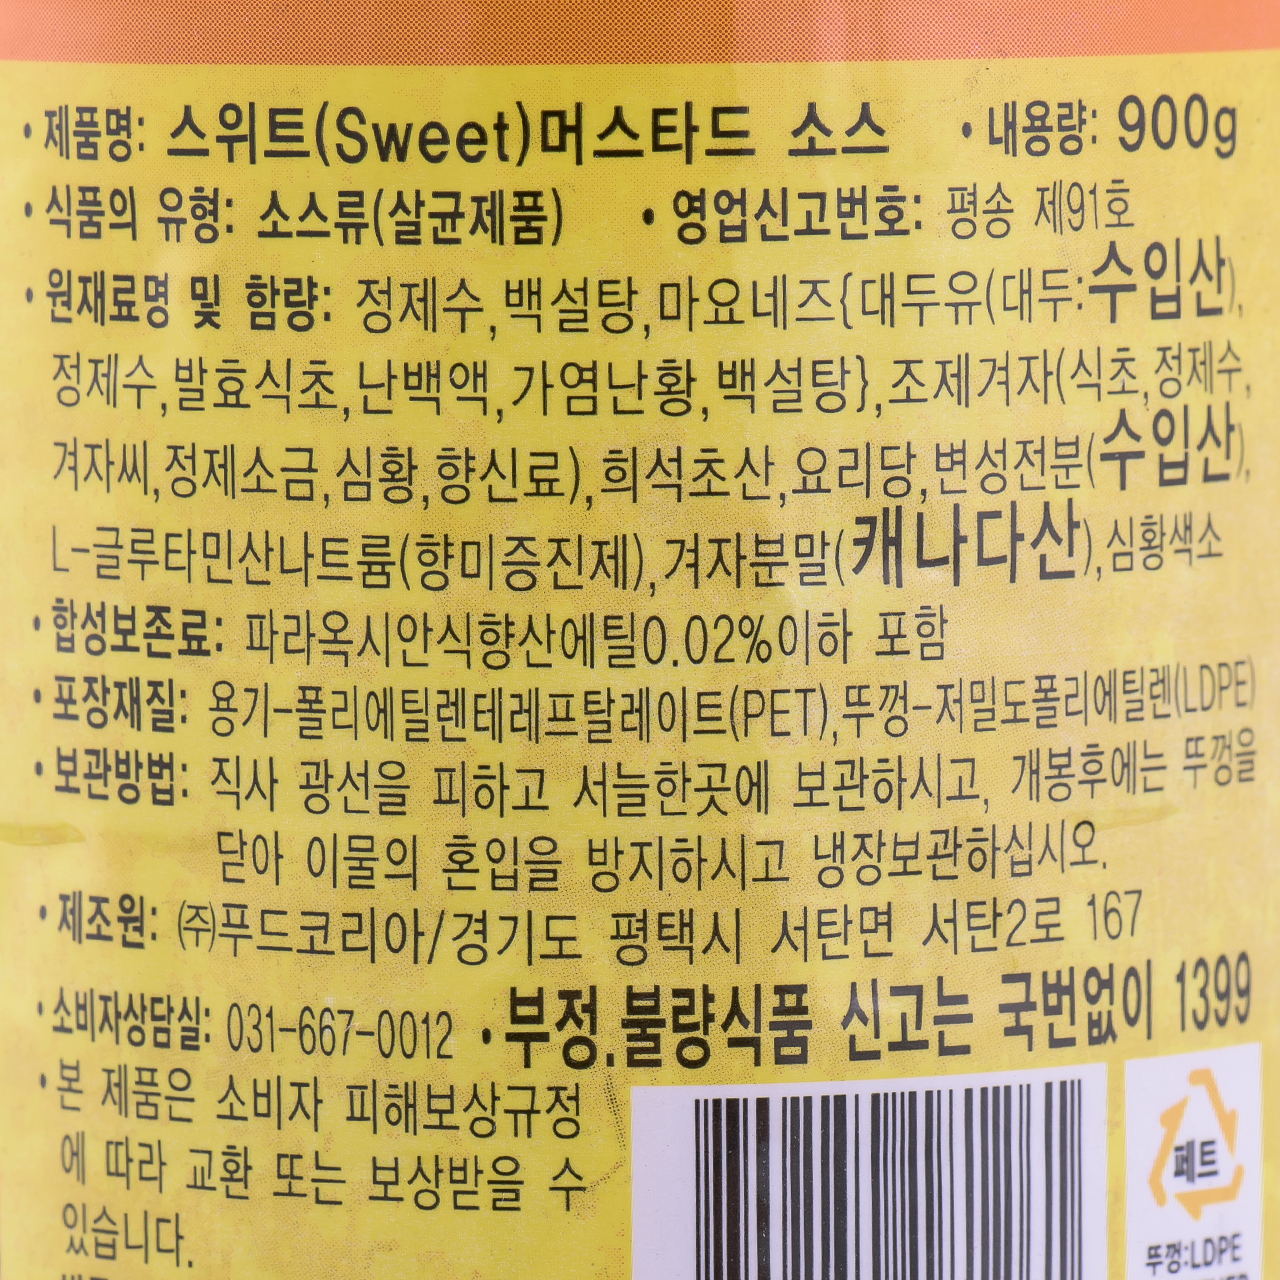 • 제품명: 스위트(Sweet)머스타드 소스 • 내용량: 900g
• 식품의 유형: 소스류(살균제품) • 영업신고번호: 평송 제91호
• 원재료명 및 함량: 정제수,백설탕,마요네즈{대두유(대두:수입산),
정제수,발효식초,난백액,가염난황,백설탕},조제겨자(식초,정제수,
겨자씨,정제소금,심황,향신료),희석초산,요리당,변성전분(수입산),
L-글루타민산나트륨(향미증진제),겨자분말(캐나다산),심황색소
• 합성보존료: 파라옥시안식향산에틸0.02%이하 포함
• 포장재질: 용기-폴리에틸렌테레프탈레이트(PET),뚜껑-저밀도폴리에틸렌(LDPE)
• 보관방법: 직사 광선을 피하고 서늘한곳에 보관하시고, 개봉후에는 뚜껑을
닫아 이물의 혼입을 방지하시고 냉장보관하십시오.
• 제조원: ㈜푸드코리아/경기도 평택시 서탄면 서탄2로 167
• 소비자상담실: 031-667-0012 • 부정.불량식품 신고는 국번없이 1399
• 본 제품은 소비자 피해보상규정
에 따라 교환 또는 보상받을 수
있습니다.
페트
뚜껑:LDPE